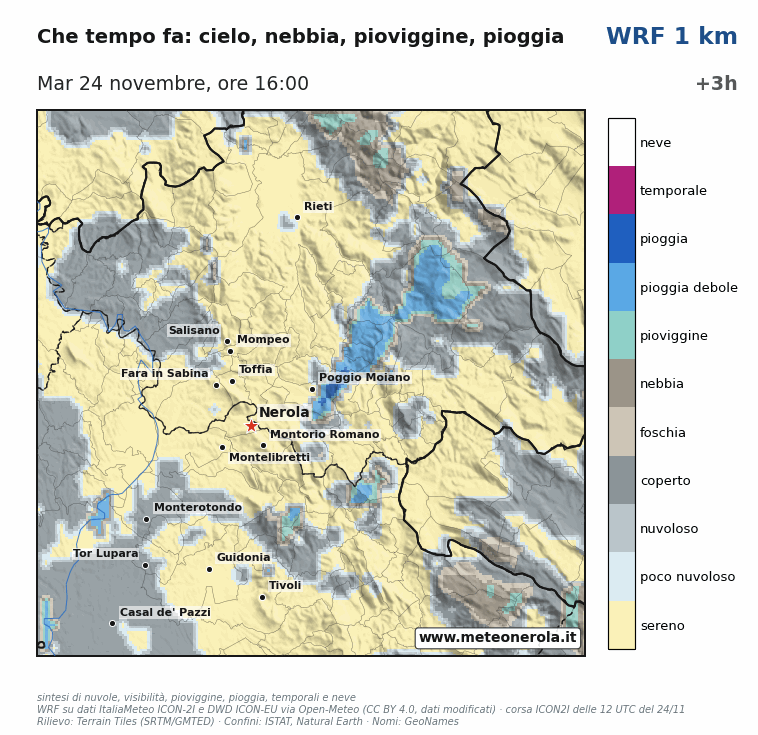 Che tempo fa: cielo, nebbia, pioviggine, pioggia
WRF 1 km
Mar 24 novembre, ore 16:00
+3h
Rieti
Salisano
Mompeo
Fara in Sabina
Toffia
Poggio Moiano
Nerola
Montorio Romano
Montelibretti
Monterotondo
Tor Lupara
Guidonia
Tivoli
Casal de' Pazzi
www.meteonerola.it
neve
temporale
pioggia
pioggia debole
pioviggine
nebbia
foschia
coperto
nuvoloso
poco nuvoloso
sereno
sintesi di nuvole, visibilità, pioviggine, pioggia, temporali e neve
WRF su dati ItaliaMeteo ICON-2I e DWD ICON-EU via Open-Meteo (CC BY 4.0, dati modificati) · corsa ICON2I delle 12 UTC del 24/11
Rilievo: Terrain Tiles (SRTM/GMTED) · Confini: ISTAT, Natural Earth · Nomi: GeoNames